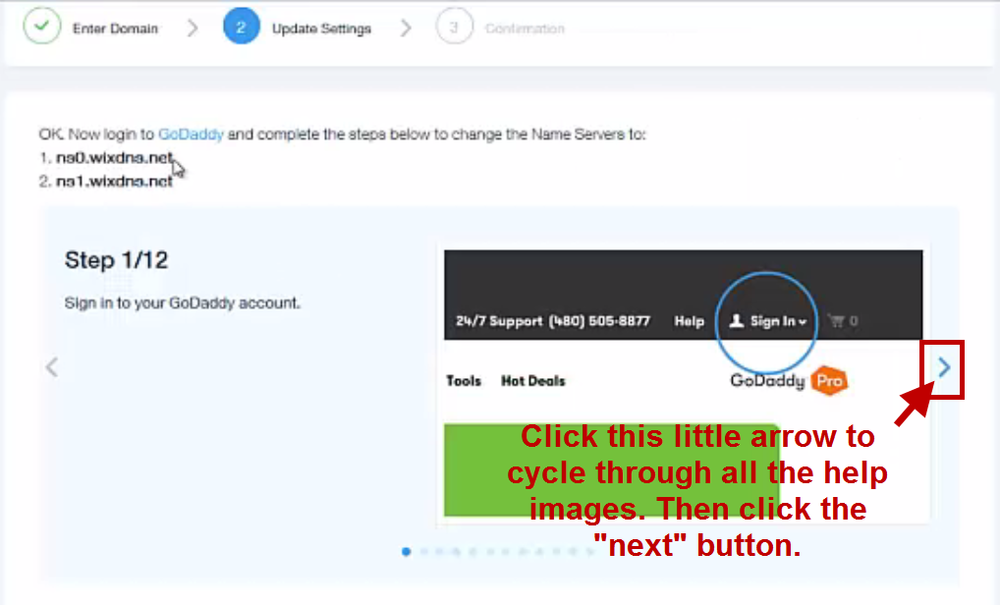 Enter Domain
2
Update Settings
3
Confirmation
OK. Now login to GoDaddy and complete the steps below to change the Name Servers to:
1. ns0.wixdns.net
2. ns1.wixdns.net
Step 1/12
Sign in to your GoDaddy account.
24/7 Support (480) 505-8877 Help Sign In 0
Tools Hot Deals GoDaddy Pro
Click this little arrow to
cycle through all the help
images. Then click the
"next" button.